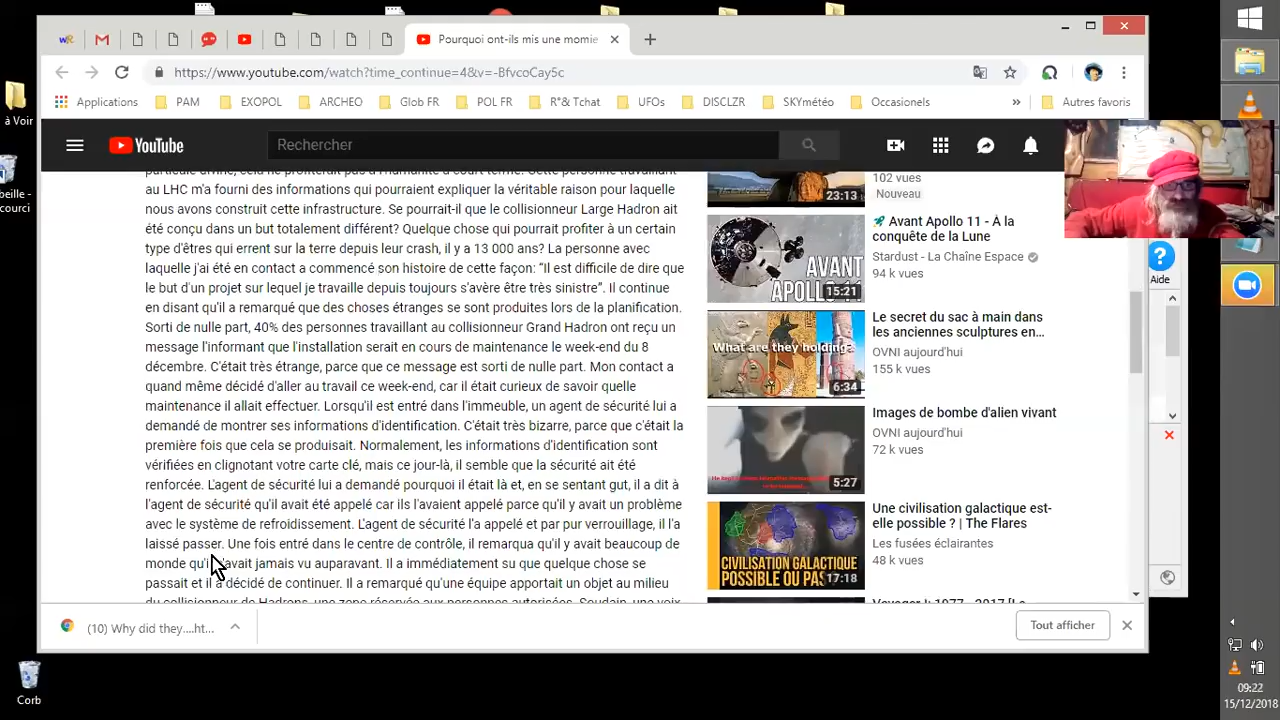 à Voir
beille -
courci
Corb
wR
Pourquoi ont-ils mis une momie
https://www.youtube.com/watch?time_continue=4&v=-BfvcoCay5c
Applications
PAM
EXOPOL
ARCHEO
Glob FR
POL FR
R°& Tchat
UFOs
DISCLZR
SKYmétéo
Occasionels
»
Autres favoris
YouTube
Rechercher
au LHC m'a fourni des informations qui pourraient expliquer la véritable raison pour laquelle
nous avons construit cette infrastructure. Se pourrait-il que le collisionneur Large Hadron ait
été conçu dans un but totalement différent? Quelque chose qui pourrait profiter à un certain
type d'êtres qui errent sur la terre depuis leur crash, il y a 13 000 ans? La personne avec
laquelle j'ai été en contact a commencé son histoire de cette façon: “Il est difficile de dire que
le but d'un projet sur lequel je travaille depuis toujours s'avère être très sinistre”. Il continue
en disant qu'il a remarqué que des choses étranges se sont produites lors de la planification.
Sorti de nulle part, 40% des personnes travaillant au collisionneur Grand Hadron ont reçu un
message l'informant que l'installation serait en cours de maintenance le week-end du 8
décembre. C'était très étrange, parce que ce message est sorti de nulle part. Mon contact a
quand même décidé d'aller au travail ce week-end, car il était curieux de savoir quelle
maintenance il allait effectuer. Lorsqu'il est entré dans l'immeuble, un agent de sécurité lui a
demandé de montrer ses informations d'identification. C'était très bizarre, parce que c'était la
première fois que cela se produisait. Normalement, les informations d'identification sont
vérifiées en clignotant votre carte clé, mais ce jour-là, il semble que la sécurité ait été
renforcée. L'agent de sécurité lui a demandé pourquoi il était là et, en se sentant gut, il a dit à
l'agent de sécurité qu'il avait été appelé car ils l'avaient appelé parce qu'il y avait un problème
avec le système de refroidissement. L'agent de sécurité l'a appelé et par pur verrouillage, il l'a
laissé passer. Une fois entré dans le centre de contrôle, il remarqua qu'il y avait beaucoup de
monde qu'il avait jamais vu auparavant. Il a immédiatement su que quelque chose se
passait et il a décidé de continuer. Il a remarqué qu'une équipe apportait un objet au milieu
du collisionneur de Hadrons, une zone réservée aux personnes autorisées. Soudain, une voix
23:13
102 vues
Nouveau
AVANT
APOLLO 11
15:21
🚀 Avant Apollo 11 - À la
conquête de la Lune
Stardust - La Chaîne Espace
94 k vues
What are they holding?
6:34
Le secret du sac à main dans
les anciennes sculptures en...
OVNI aujourd'hui
155 k vues
5:27
Images de bombe d'alien vivant
OVNI aujourd'hui
72 k vues
CIVILISATION GALACTIQUE
POSSIBLE OU PAS
17:18
Une civilisation galactique est-
elle possible ? | The Flares
Les fusées éclairantes
48 k vues
Aide
(10) Why did they....ht...
Tout afficher
09:22
15/12/2018